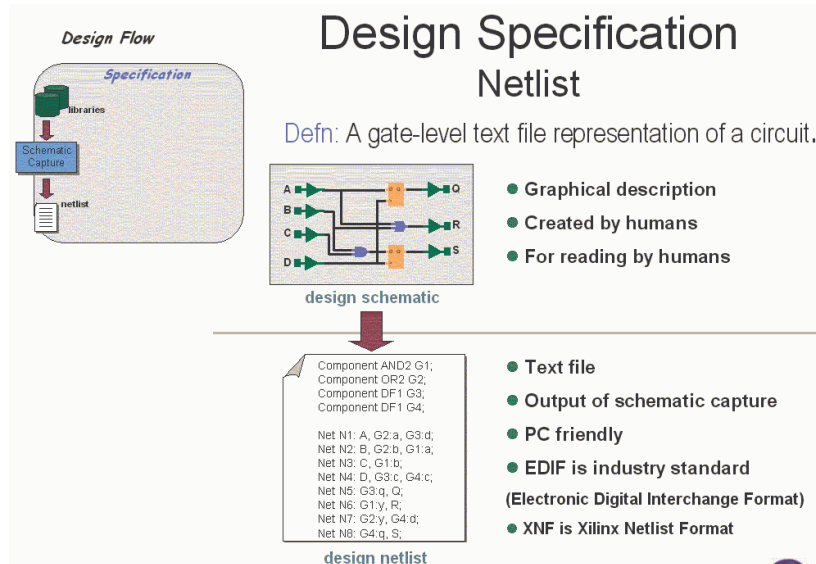 Design Flow
Specification
libraries
Schematic
Capture
netlist
Design Specification
Netlist
Defn: A gate-level text file representation of a circuit.
A
B
C
D
Q
R
S
design schematic
Graphical description
Created by humans
For reading by humans
Component AND2 G1;
Component OR2 G2;
Component DF1 G3;
Component DF1 G4;
Net N1: A, G2:a, G3:d;
Net N2: B, G2:b, G1:a;
Net N3: C, G1:b;
Net N4: D, G3:c, G4:c;
Net N5: G3:q, Q;
Net N6: G1:y, R;
Net N7: G2:y, G4:d;
Net N8: G4:q, S;
design netlist
Text file
Output of schematic capture
PC friendly
EDIF is industry standard
(Electronic Digital Interchange Format)
XNF is Xilinx Netlist Format